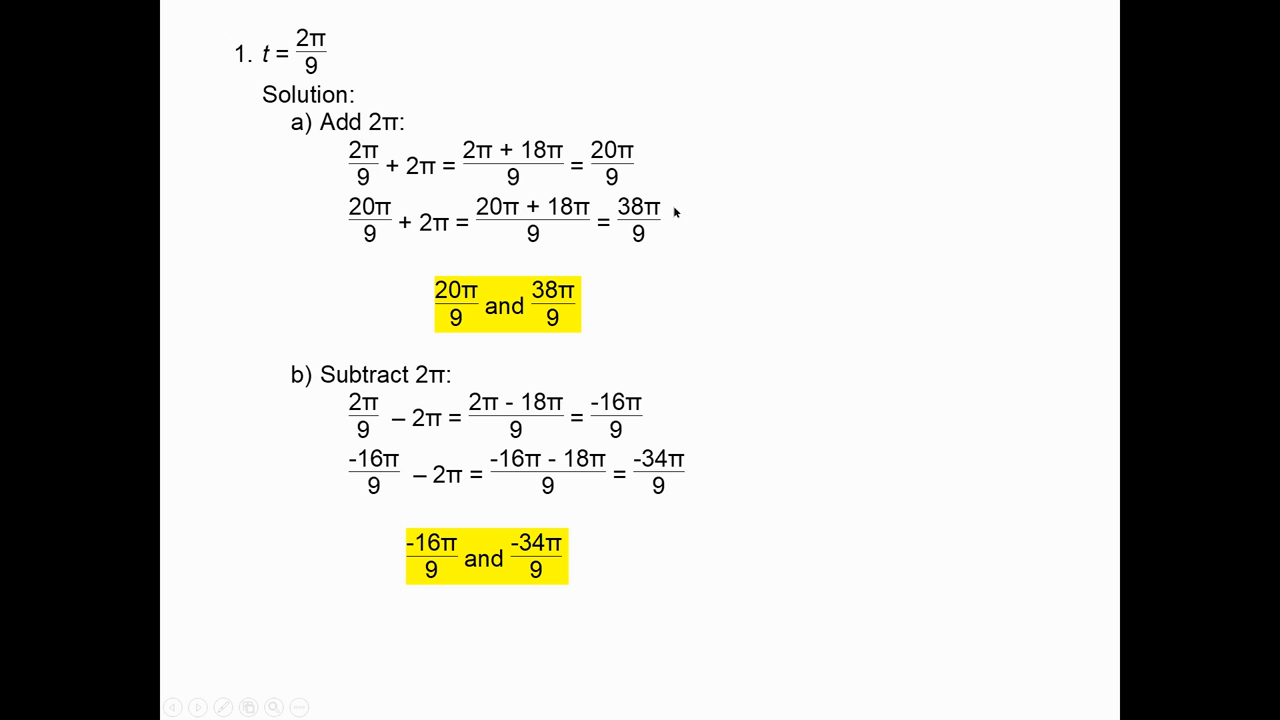 1. t = 2π/9
Solution:
a) Add 2π:
2π/9 + 2π = (2π + 18π)/9 = 20π/9
20π/9 + 2π = (20π + 18π)/9 = 38π/9
20π/9 and 38π/9
b) Subtract 2π:
2π/9 – 2π = (2π - 18π)/9 = -16π/9
-16π/9 – 2π = (-16π - 18π)/9 = -34π/9
-16π/9 and -34π/9